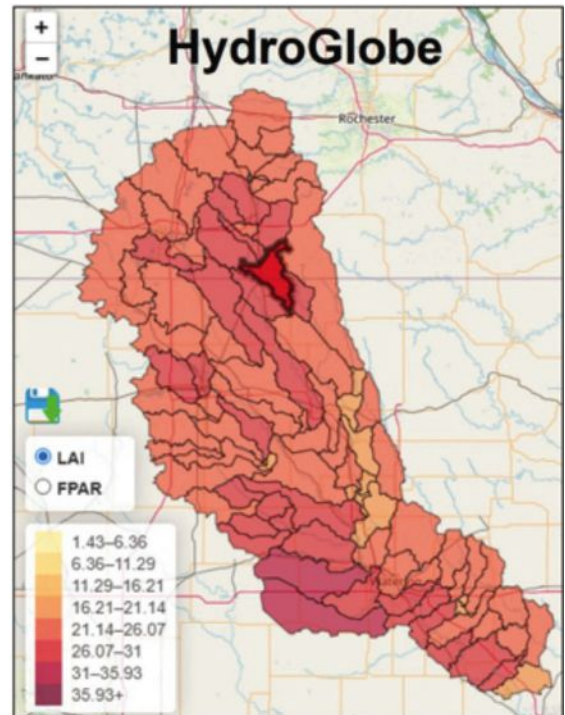 +
HydroGlobe
−
Rochester
LAI
FPAR
1.43–6.36
6.36–11.29
11.29–16.21
16.21–21.14
21.14–26.07
26.07–31
31–35.93
35.93+